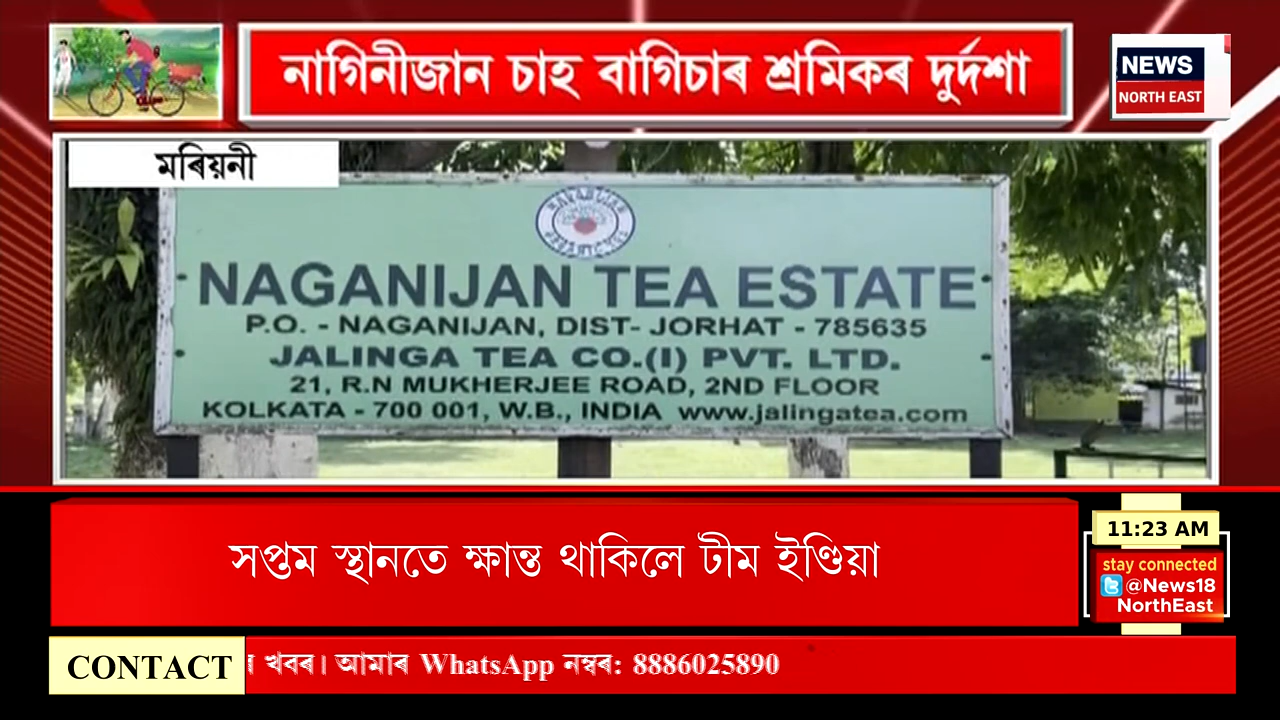 নাগিনীজান চাহ বাগিচাৰ শ্ৰমিকৰ দুৰ্দশা
NEWS
NORTH EAST
মৰিয়নী
NAGANIJAN TEA ESTATE
P.O. - NAGANIJAN, DIST- JORHAT - 785635
JALINGA TEA CO.(I) PVT. LTD.
21, R.N MUKHERJEE ROAD, 2ND FLOOR
KOLKATA - 700 001, W.B., INDIA www.jalingatea.com
সপ্তম স্থানতে ক্ষান্ত থাকিলে টীম ইণ্ডিয়া
11:23 AM
stay connected
@News18
NorthEast
CONTACT
খবৰ। আমাৰ WhatsApp নম্বৰ: 8886025890